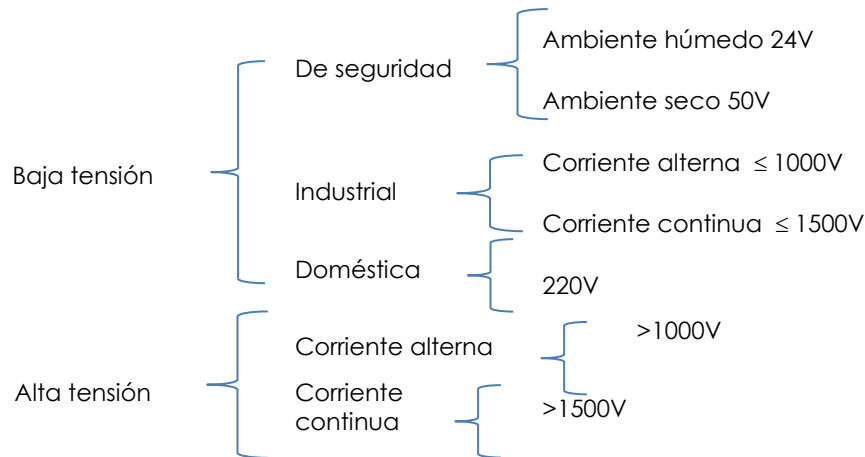 Baja tensión
De seguridad
Ambiente húmedo 24V
Ambiente seco 50V
Industrial
Corriente alterna ≤ 1000V
Corriente continua ≤ 1500V
Doméstica
220V
Alta tensión
Corriente alterna
>1000V
Corriente
continua
>1500V